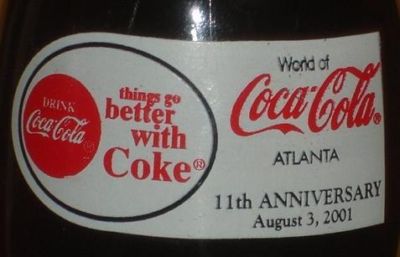 DRINK
Coca-Cola ®
things go
better
with
Coke®
World of
Coca-Cola®
ATLANTA
11th ANNIVERSARY
August 3, 2001